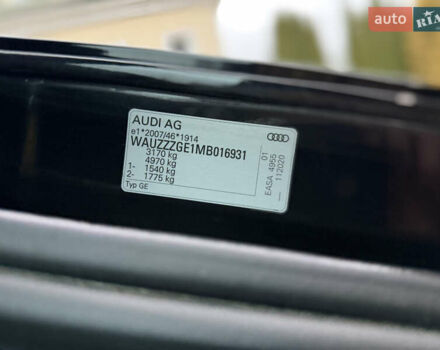 auto RIA
AUDI AG
e1*2007/46*1914
WAUZZZGE1MB016931
3170 kg
4970 kg
1- 1540 kg
2- 1775 kg
Typ GE
01
EASA 4955
112020